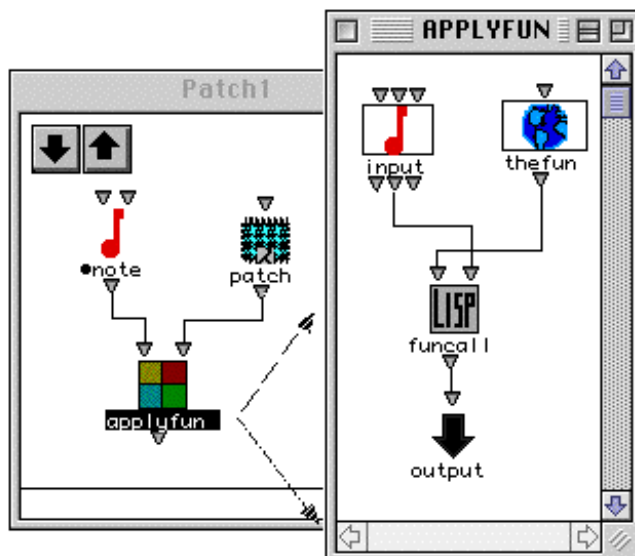 Patch1
•note
patch
applyfun
APPLYFUN
input
thefun
LISP
funcall
output